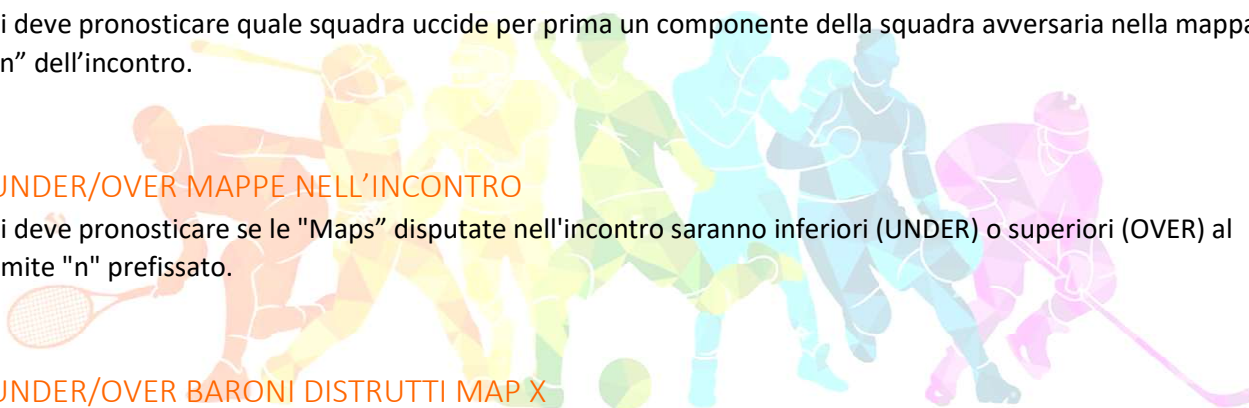 i deve pronosticare quale squadra uccide per prima un componente della squadra avversaria nella mappa
n” dell’incontro.
UNDER/OVER MAPPE NELL’INCONTRO
i deve pronosticare se le "Maps” disputate nell'incontro saranno inferiori (UNDER) o superiori (OVER) al
mite "n" prefissato.
UNDER/OVER BARONI DISTRUTTI MAP X